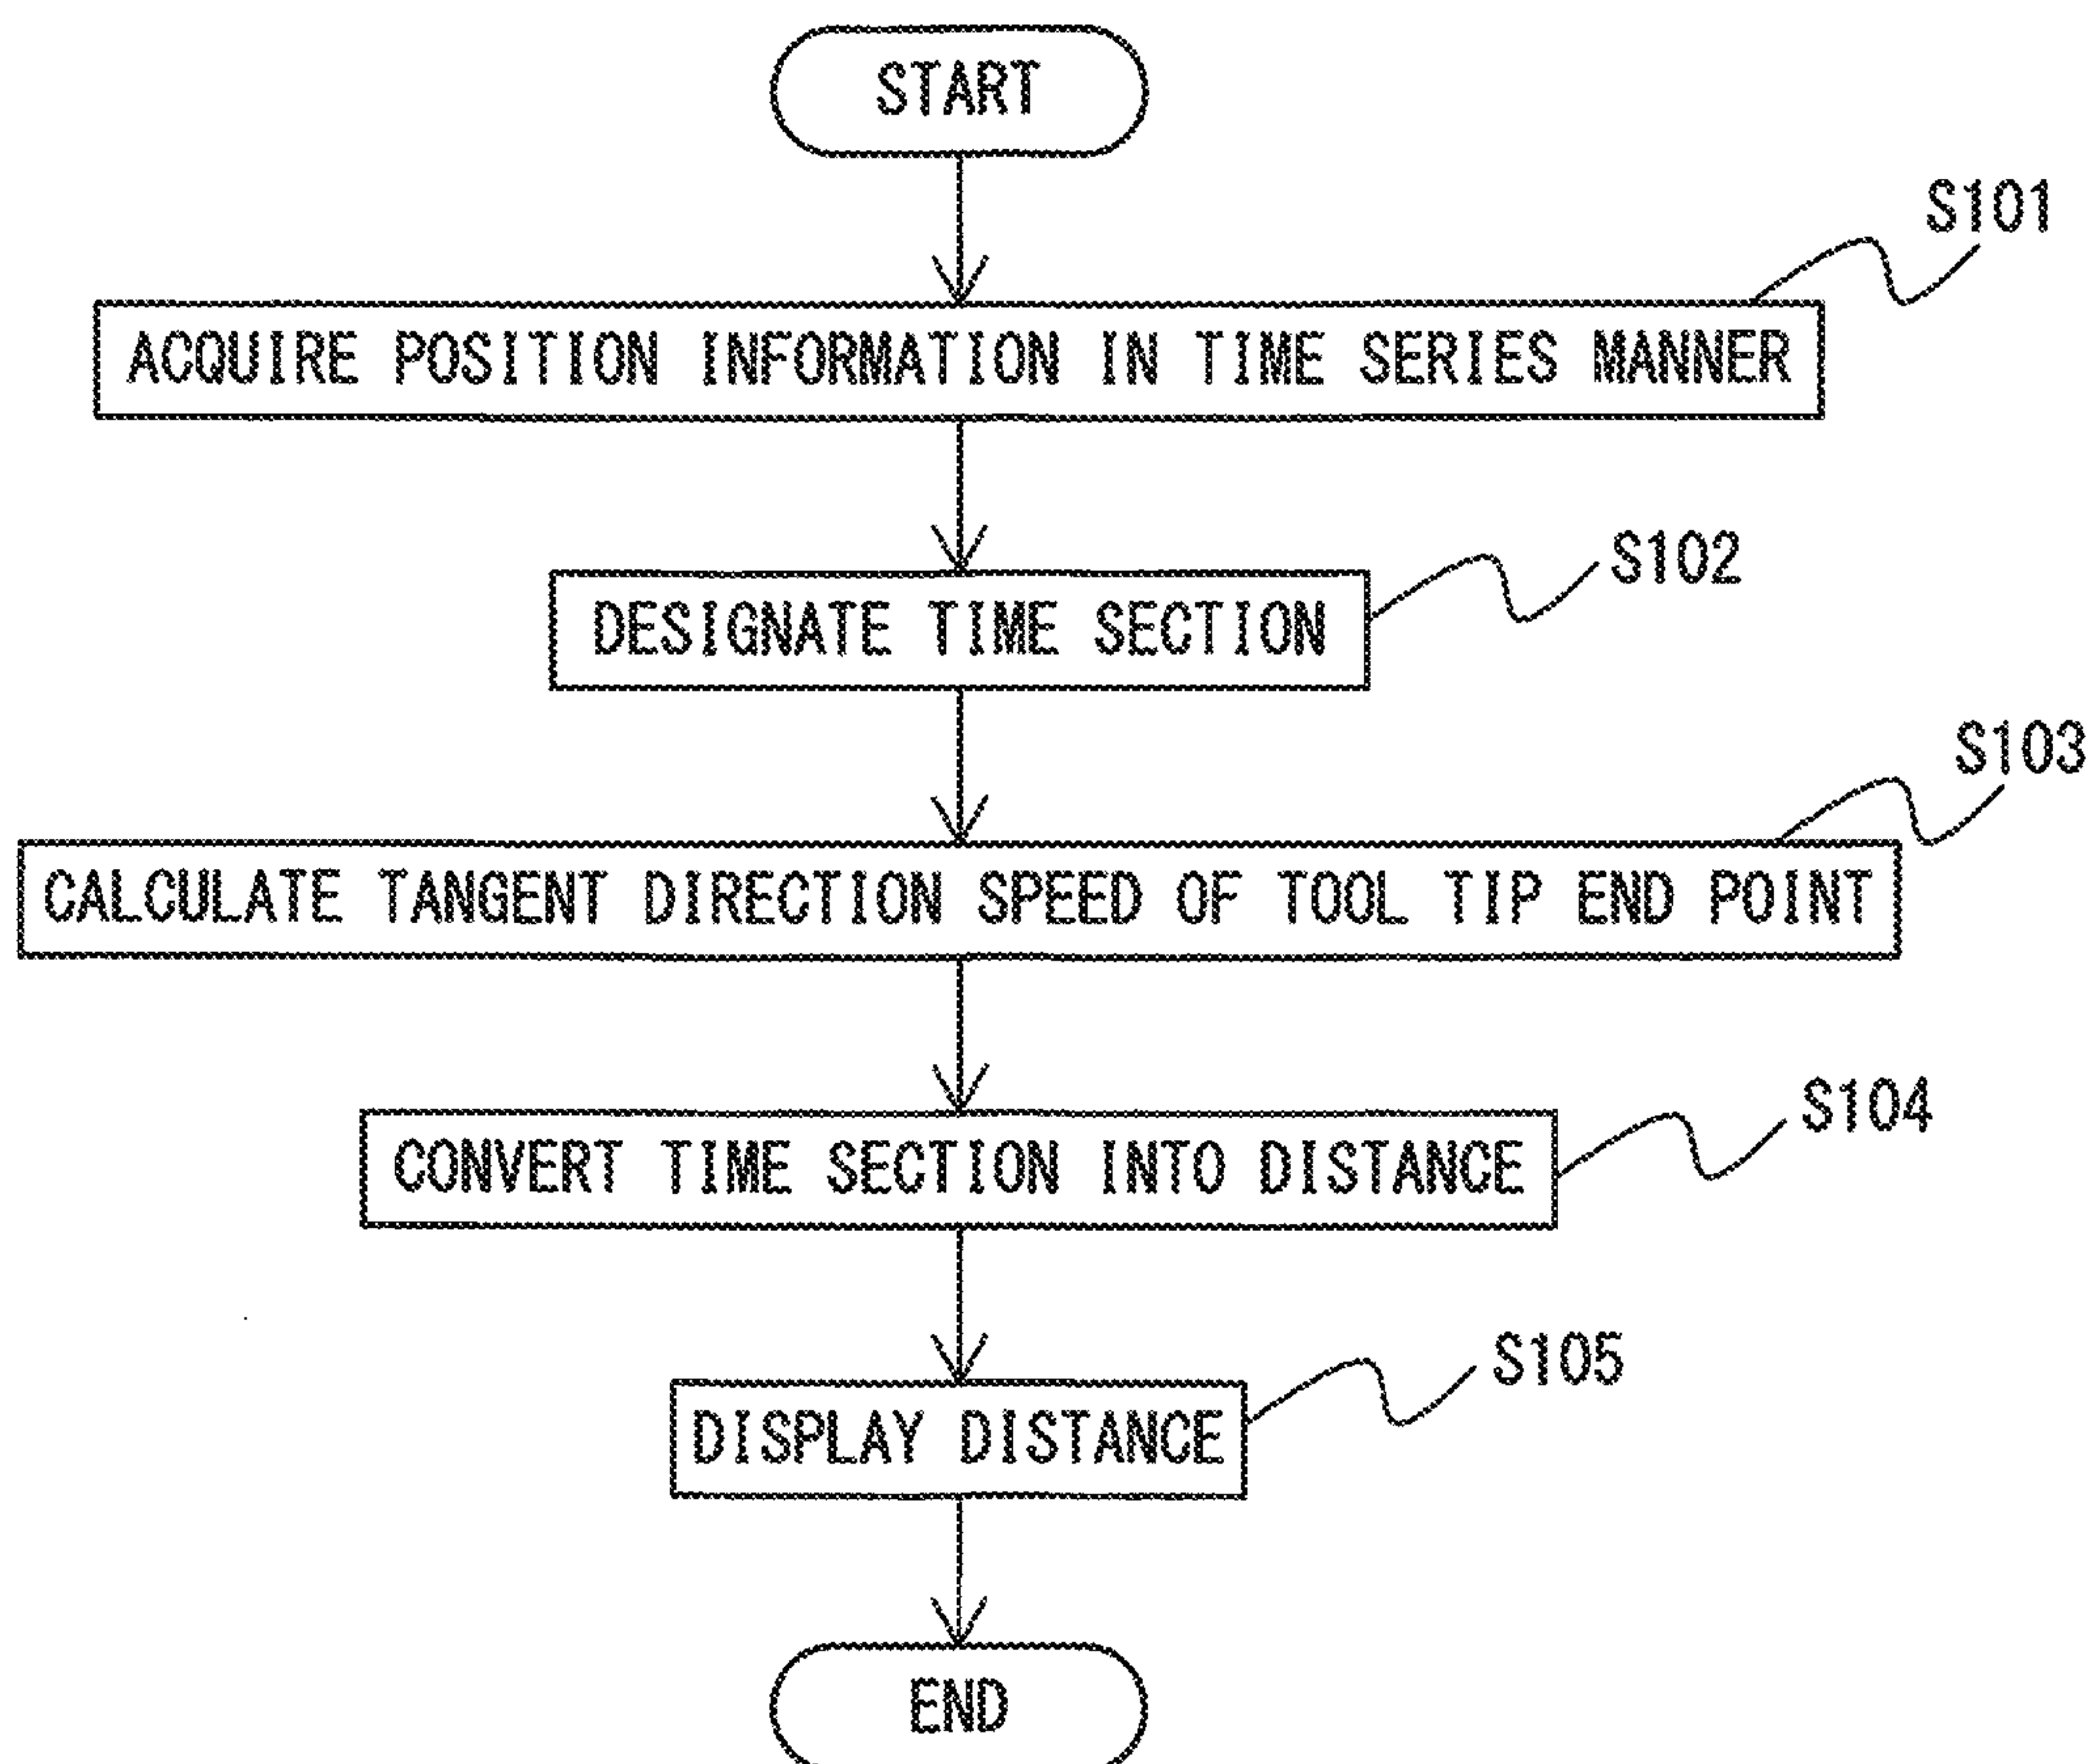 START
S101
ACQUIRE POSITION INFORMATION IN TIME SERIES MANNER
S102
DESIGNATE TIME SECTION
S103
CALCULATE TANGENT DIRECTION SPEED OF TOOL TIP END POINT
S104
CONVERT TIME SECTION INTO DISTANCE
S105
DISPLAY DISTANCE
END